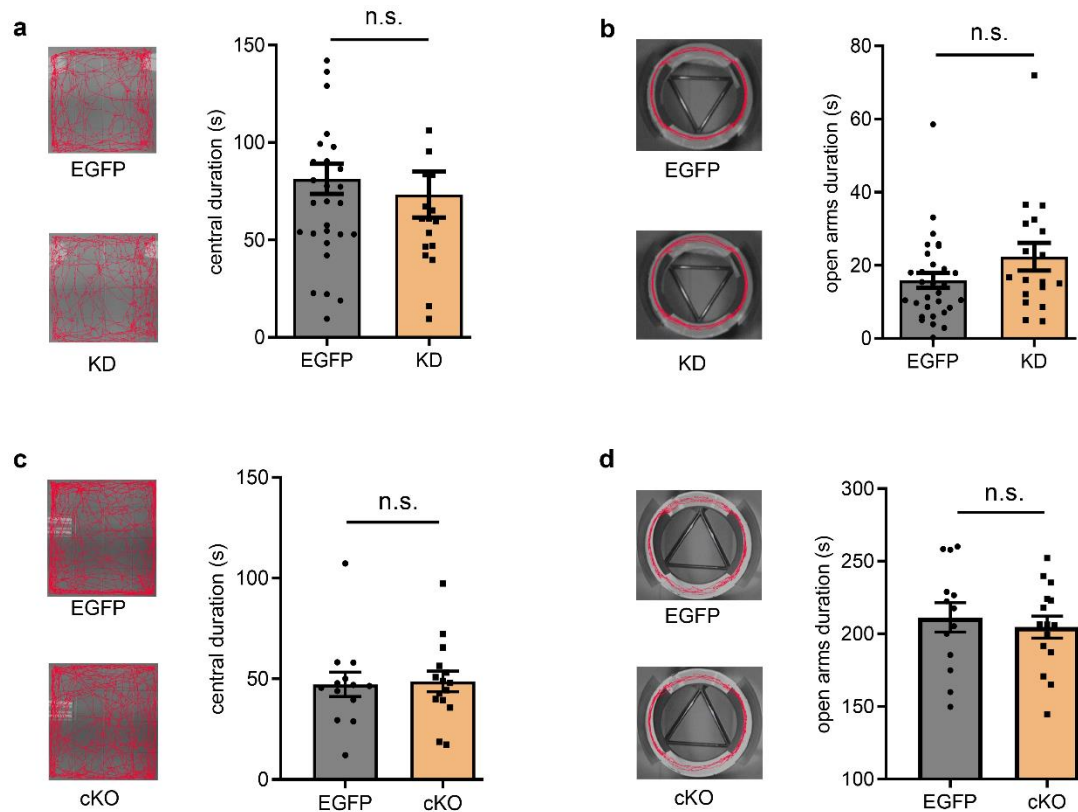 a
EGFP
KD
central duration (s)
150
100
50
0
n.s.
EGFP KD
b
EGFP
KD
open arms duration (s)
80
60
40
20
0
n.s.
EGFP KD
c
EGFP
cKO
central duration (s)
150
100
50
0
n.s.
EGFP cKO
d
EGFP
cKO
open arms duration (s)
300
250
200
150
100
n.s.
EGFP cKO